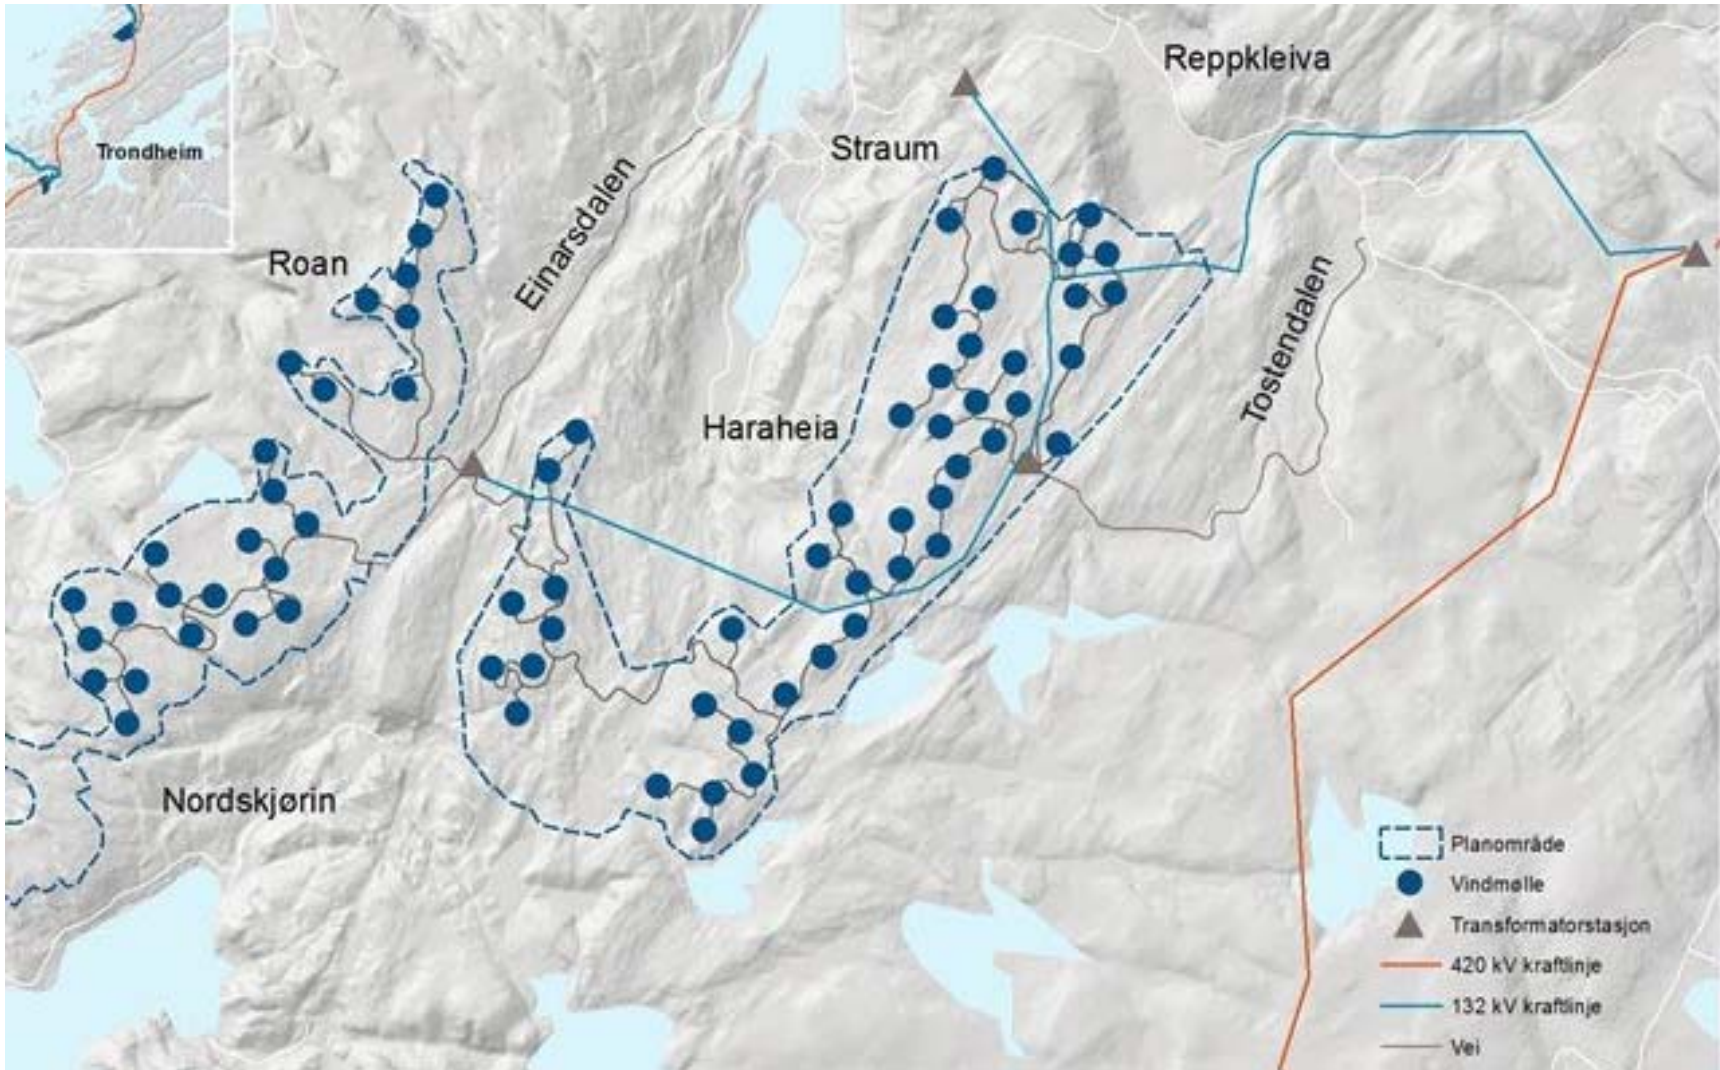 Reppkleiva
Trondheim
Straum
Einarsdalen
Roan
Tostendalen
Haraheia
Nordskjørin
Planområde
Vindmølle
Transformatorstasjon
420 kV kraftlinje
132 kV kraftlinje
Vei